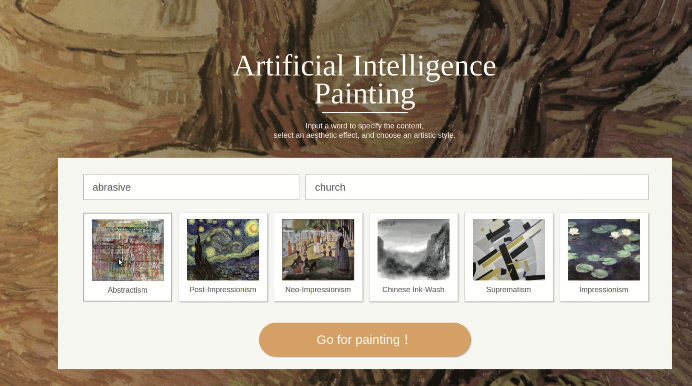 Artificial Intelligence
Painting
Input a word to specify the content,
select an aesthetic effect, and choose an artistic style.
abrasive
church
Abstractism
Post-Impressionism
Neo-Impressionism
Chinese Ink-Wash
Suprematism
Impressionism
Go for painting！